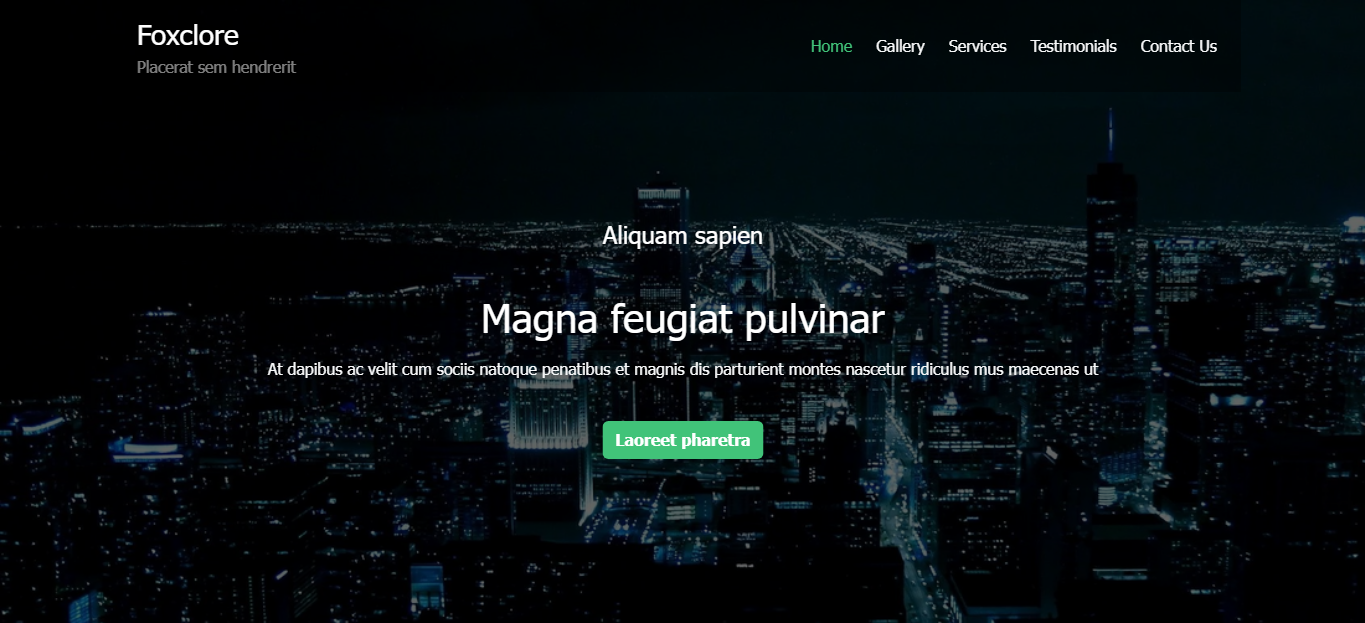 Foxclore
Placerat sem hendrerit
Home Gallery Services Testimonials Contact Us
Aliquam sapien
Magna feugiat pulvinar
At dapibus ac velit cum sociis natoque penatibus et magnis dis parturient montes nascetur ridiculus mus maecenas ut
Laoreet pharetra